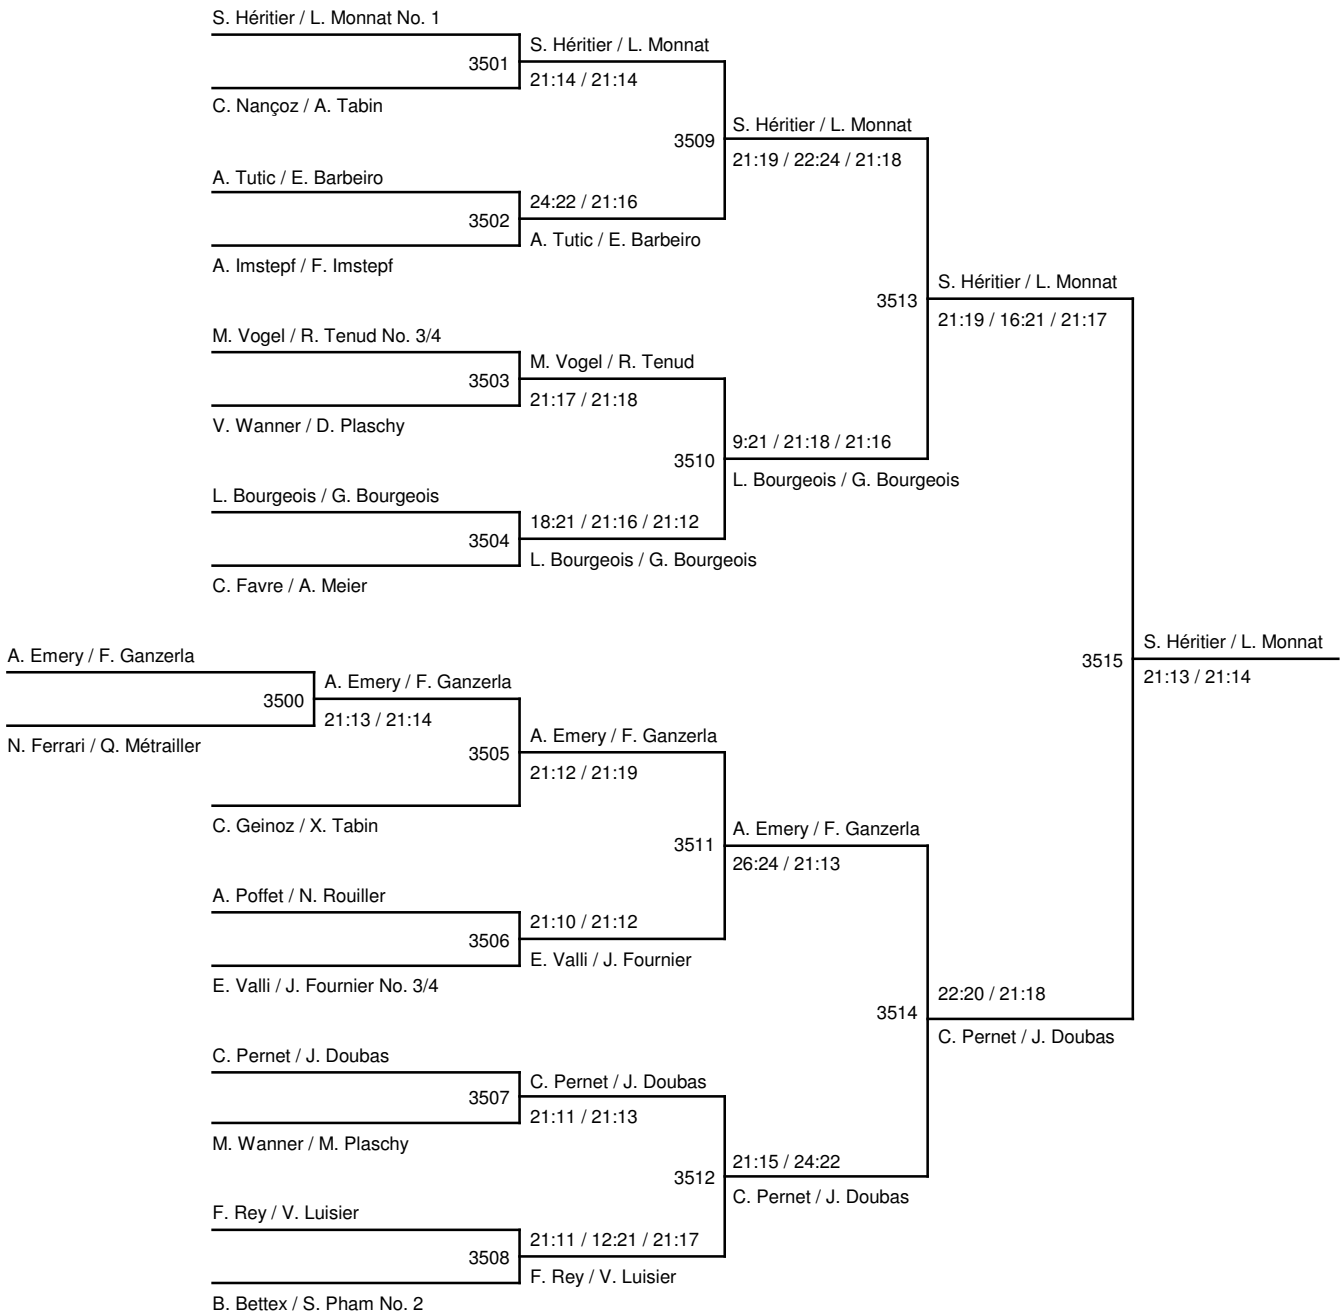 S. Héritier / L. Monnat No. 1
S. Héritier / L. Monnat
3501
21:14 / 21:14
C. Nançoz / A. Tabin
S. Héritier / L. Monnat
3509
21:19 / 22:24 / 21:18
A. Tutic / E. Barbeiro
24:22 / 21:16
3502
A. Tutic / E. Barbeiro
A. Imstepf / F. Imstepf
S. Héritier / L. Monnat
3513
21:19 / 16:21 / 21:17
M. Vogel / R. Tenud No. 3/4
M. Vogel / R. Tenud
3503
21:17 / 21:18
V. Wanner / D. Plaschy
9:21 / 21:18 / 21:16
3510
L. Bourgeois / G. Bourgeois
L. Bourgeois / G. Bourgeois
18:21 / 21:16 / 21:12
3504
L. Bourgeois / G. Bourgeois
C. Favre / A. Meier
S. Héritier / L. Monnat
3515
21:13 / 21:14
A. Emery / F. Ganzerla
A. Emery / F. Ganzerla
3500
21:13 / 21:14
N. Ferrari / Q. Métrailler
A. Emery / F. Ganzerla
3505
21:12 / 21:19
C. Geinoz / X. Tabin
A. Emery / F. Ganzerla
3511
26:24 / 21:13
A. Poffet / N. Rouiller
21:10 / 21:12
3506
E. Valli / J. Fournier
E. Valli / J. Fournier No. 3/4
22:20 / 21:18
3514
C. Pernet / J. Doubas
C. Pernet / J. Doubas
C. Pernet / J. Doubas
3507
21:11 / 21:13
M. Wanner / M. Plaschy
21:15 / 24:22
3512
C. Pernet / J. Doubas
F. Rey / V. Luisier
21:11 / 12:21 / 21:17
3508
F. Rey / V. Luisier
B. Bettex / S. Pham No. 2